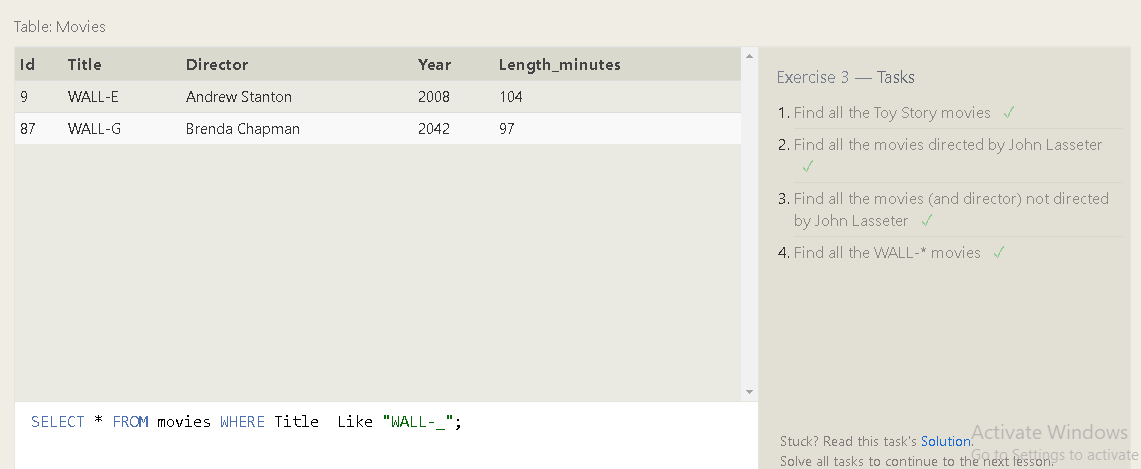 Table: Movies
Id Title Director Year Length_minutes
9 WALL-E Andrew Stanton 2008 104
87 WALL-G Brenda Chapman 2042 97
SELECT * FROM movies WHERE Title  Like "WALL-_";
Exercise 3 — Tasks
1. Find all the Toy Story movies ✓
2. Find all the movies directed by John Lasseter
✓
3. Find all the movies (and director) not directed
by John Lasseter ✓
4. Find all the WALL-* movies ✓
Stuck? Read this task's Solution.
Solve all tasks to continue to the next lesson.
Activate Windows
Go to Settings to activate